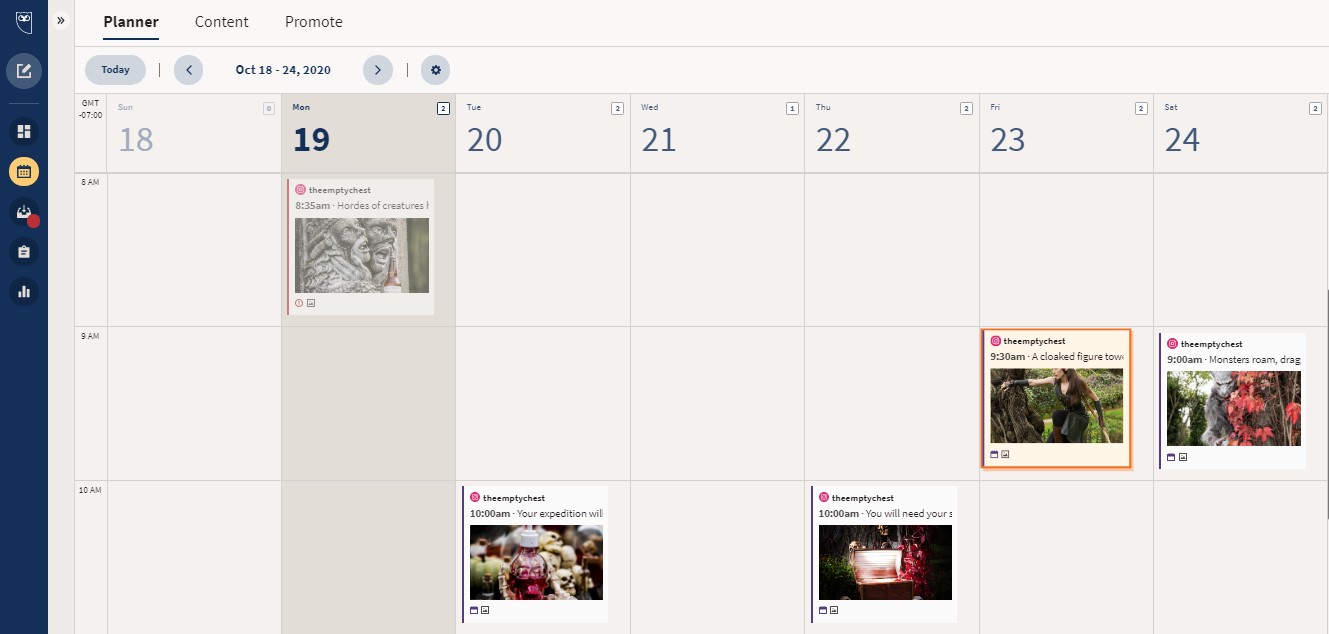 Planner Content Promote
Today Oct 18 - 24, 2020
GMT
-07:00
Sun 0
18
Mon 2
19
Tue 2
20
Wed 1
21
Thu 2
22
Fri 2
23
Sat 2
24
8 AM
theemptychest
8:35am · Hordes of creatures
9 AM
theemptychest
9:30am · A cloaked figure
theemptychest
9:00am · Monsters roam, drag
10 AM
theemptychest
10:00am · Your expedition will
theemptychest
10:00am · You will need your